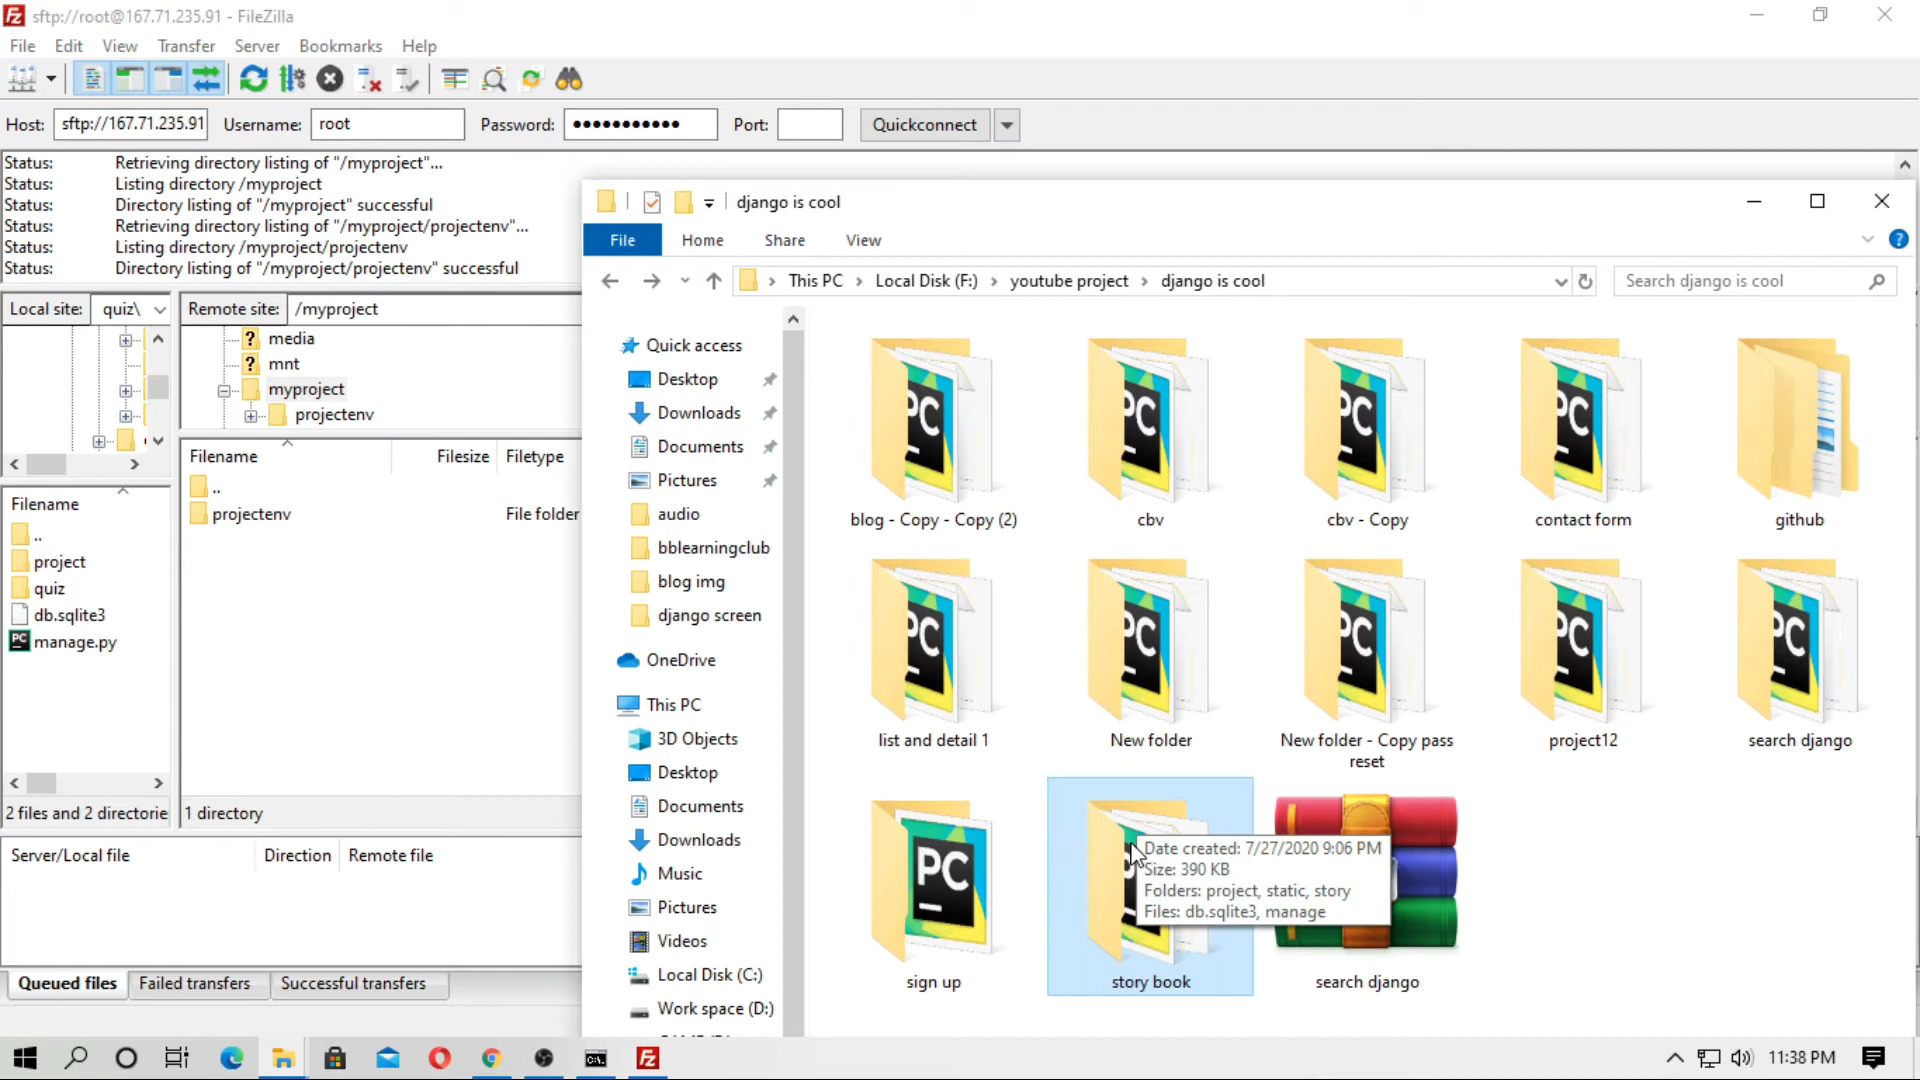 sftp://root@167.71.235.91 - FileZilla
File Edit View Transfer Server Bookmarks Help
Host: sftp://167.71.235.91 Username: root Password: ●●●●●●●●●●● Port: Quickconnect
Status: Retrieving directory listing of "/myproject"...
Status: Listing directory /myproject
Status: Directory listing of "/myproject" successful
Status: Retrieving directory listing of "/myproject/projectenv"...
Status: Listing directory /myproject/projectenv
Status: Directory listing of "/myproject/projectenv" successful
Local site: quiz\ Remote site: /myproject
media
mnt
myproject
projectenv
Filename Filesize Filetype
..
projectenv File folder
1 directory
Filename
..
project
quiz
db.sqlite3
manage.py
2 files and 2 directorie
Server/Local file Direction Remote file
Queued files Failed transfers Successful transfers
django is cool
File Home Share View
This PC Local Disk (F:) youtube project django is cool Search django is cool
Quick access
Desktop
Downloads
Documents
Pictures
audio
bblearningclub
blog img
django screen
OneDrive
This PC
3D Objects
Desktop
Documents
Downloads
Music
Pictures
Videos
Local Disk (C:)
Work space (D:)
blog - Copy - Copy (2) cbv cbv - Copy contact form github
list and detail 1 New folder New folder - Copy pass reset project12 search django
sign up story book search django
Date created: 7/27/2020 9:06 PM
Size: 390 KB
Folders: project, static, story
Files: db.sqlite3, manage
PC
11:38 PM